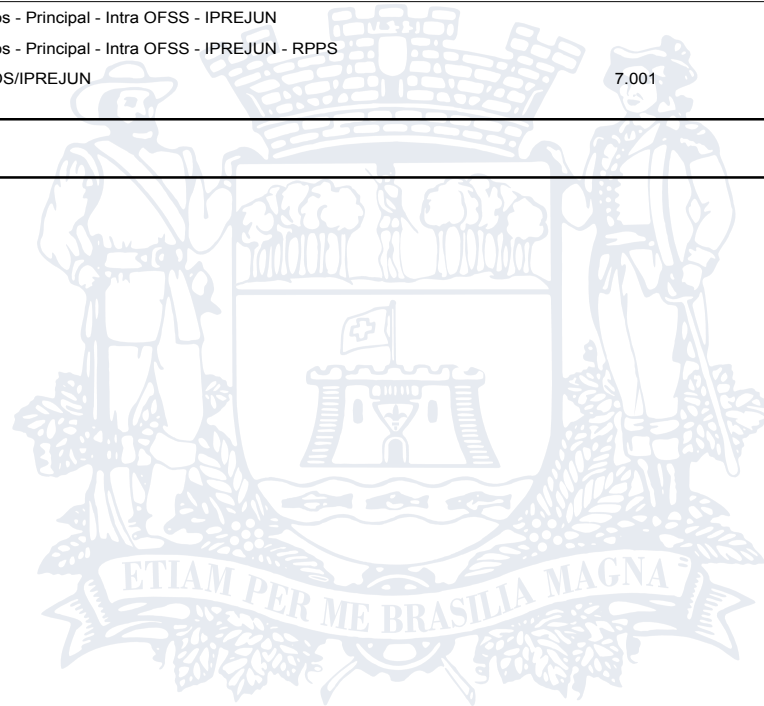 os - Principal - Intra OFSS - IPREJUN
os - Principal - Intra OFSS - IPREJUN - RPPS
OS/IPREJUN 7.001
ETIAM PER ME BRASILIA MAGNA